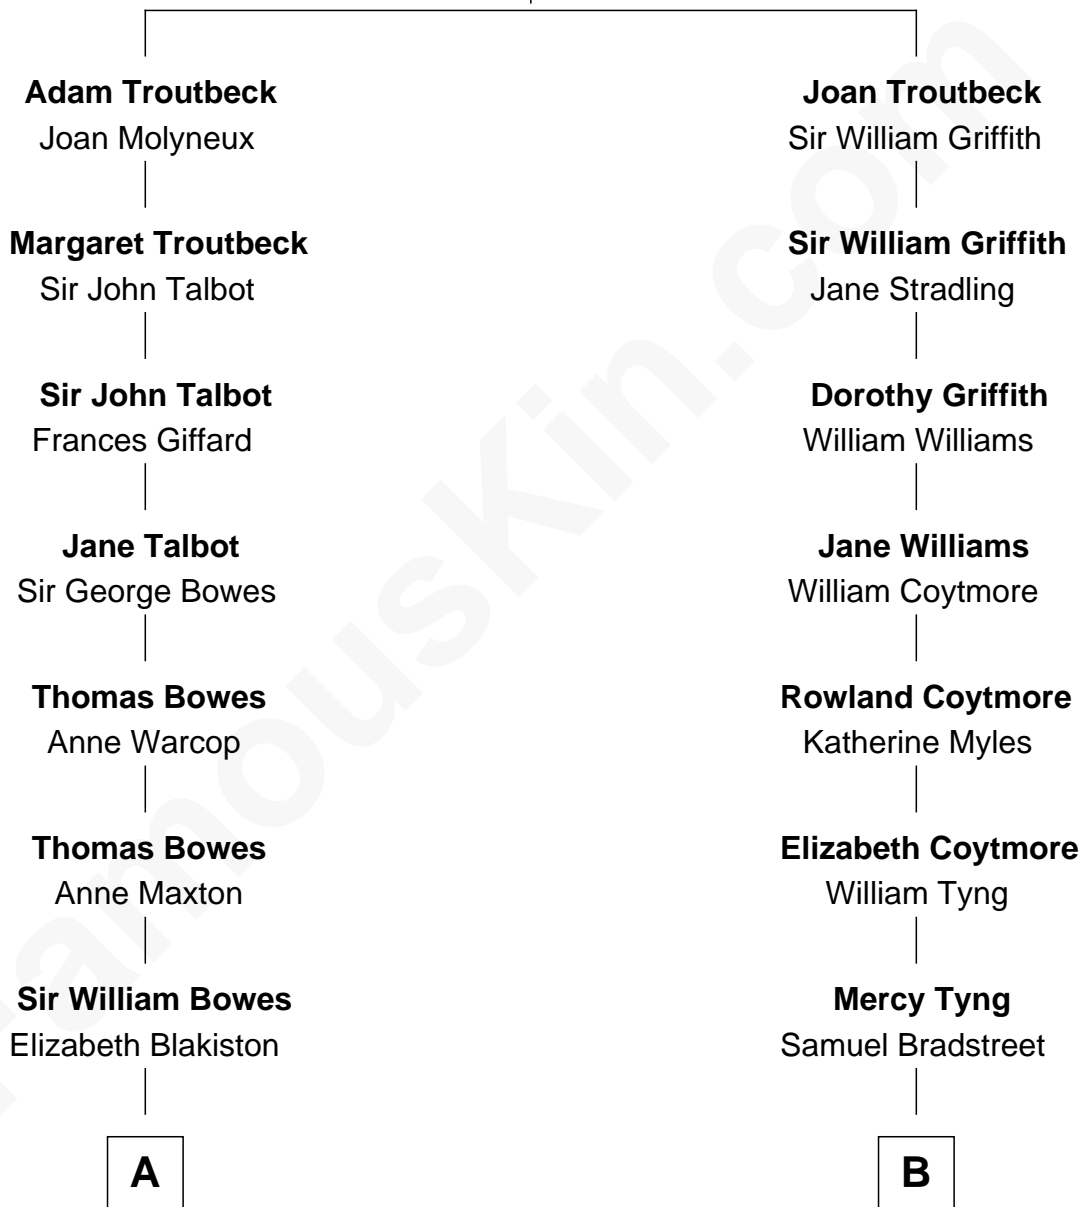 Adam Troutbeck
Joan Molyneux
Margaret Troutbeck
Sir John Talbot
Sir John Talbot
Frances Giffard
Jane Talbot
Sir George Bowes
Thomas Bowes
Anne Warcop
Thomas Bowes
Anne Maxton
Sir William Bowes
Elizabeth Blakiston
A
Joan Troutbeck
Sir William Griffith
Sir William Griffith
Jane Stradling
Dorothy Griffith
William Williams
Jane Williams
William Coytmore
Rowland Coytmore
Katherine Myles
Elizabeth Coytmore
William Tyng
Mercy Tyng
Samuel Bradstreet
B
FamousKin.com